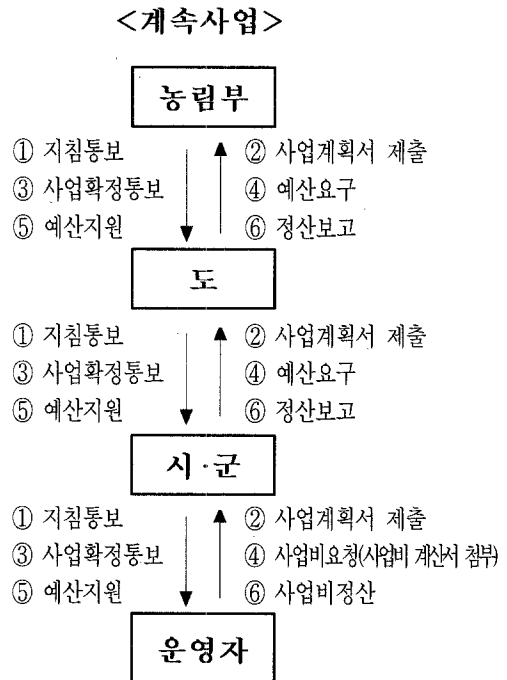 <계속사업>
농림부
① 지침통보 ② 사업계획서 제출
③ 사업확정통보 ④ 예산요구
⑤ 예산지원 ⑥ 정산보고
도
① 지침통보 ② 사업계획서 제출
③ 사업확정통보 ④ 예산요구
⑤ 예산지원 ⑥ 정산보고
시·군
① 지침통보 ② 사업계획서 제출
③ 사업확정통보 ④ 사업비요청(사업비 계산서 첨부)
⑤ 예산지원 ⑥ 사업비정산
운영자